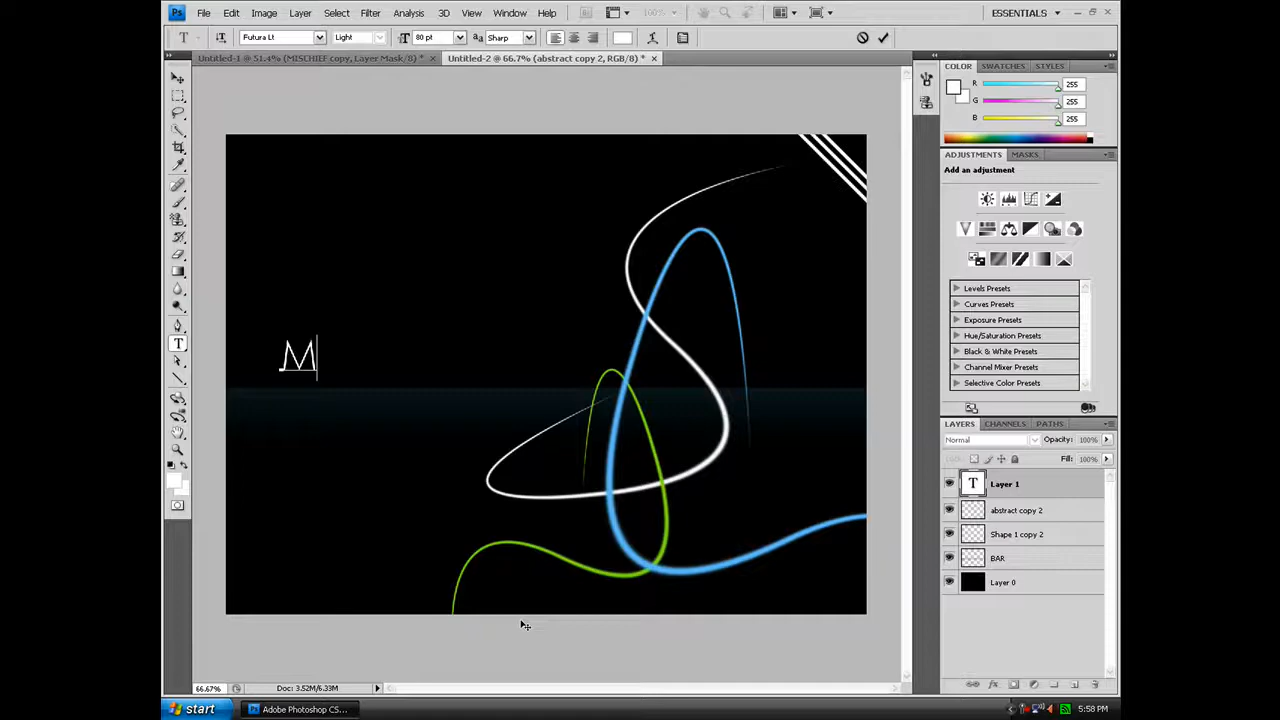 Ps File Edit Image Layer Select Filter Analysis 3D View Window Help Br 100% ESSENTIALS
T Futura Lt Light 80 pt aa Sharp
Untitled-1 @ 51.4% (MISCHIEF copy, Layer Mask/8) * × Untitled-2 @ 66.7% (abstract copy 2, RGB/8) * ×
COLOR SWATCHES STYLES
R 255
G 255
B 255
ADJUSTMENTS MASKS
Add an adjustment
Levels Presets
Curves Presets
Exposure Presets
Hue/Saturation Presets
Black & White Presets
Channel Mixer Presets
Selective Color Presets
M
LAYERS CHANNELS PATHS
Normal Opacity: 100%
Lock: Fill: 100%
T Layer 1
abstract copy 2
Shape 1 copy 2
BAR
Layer 0
66.67% Doc: 3.52M/6.33M
start Ps Adobe Photoshop CS... 5:58 PM